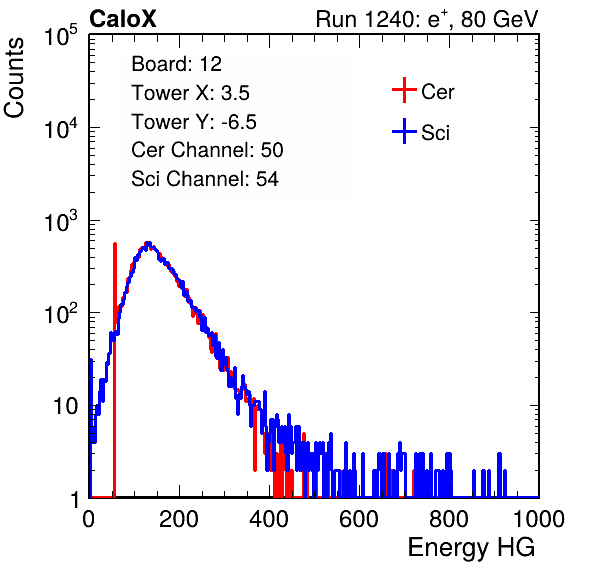 CaloX Run 1240: e⁺, 80 GeV
Counts
10⁵
10⁴
10³
10²
10
1
Board: 12
Tower X: 3.5
Tower Y: -6.5
Cer Channel: 50
Sci Channel: 54
Cer
Sci
0 200 400 600 800 1000
Energy HG